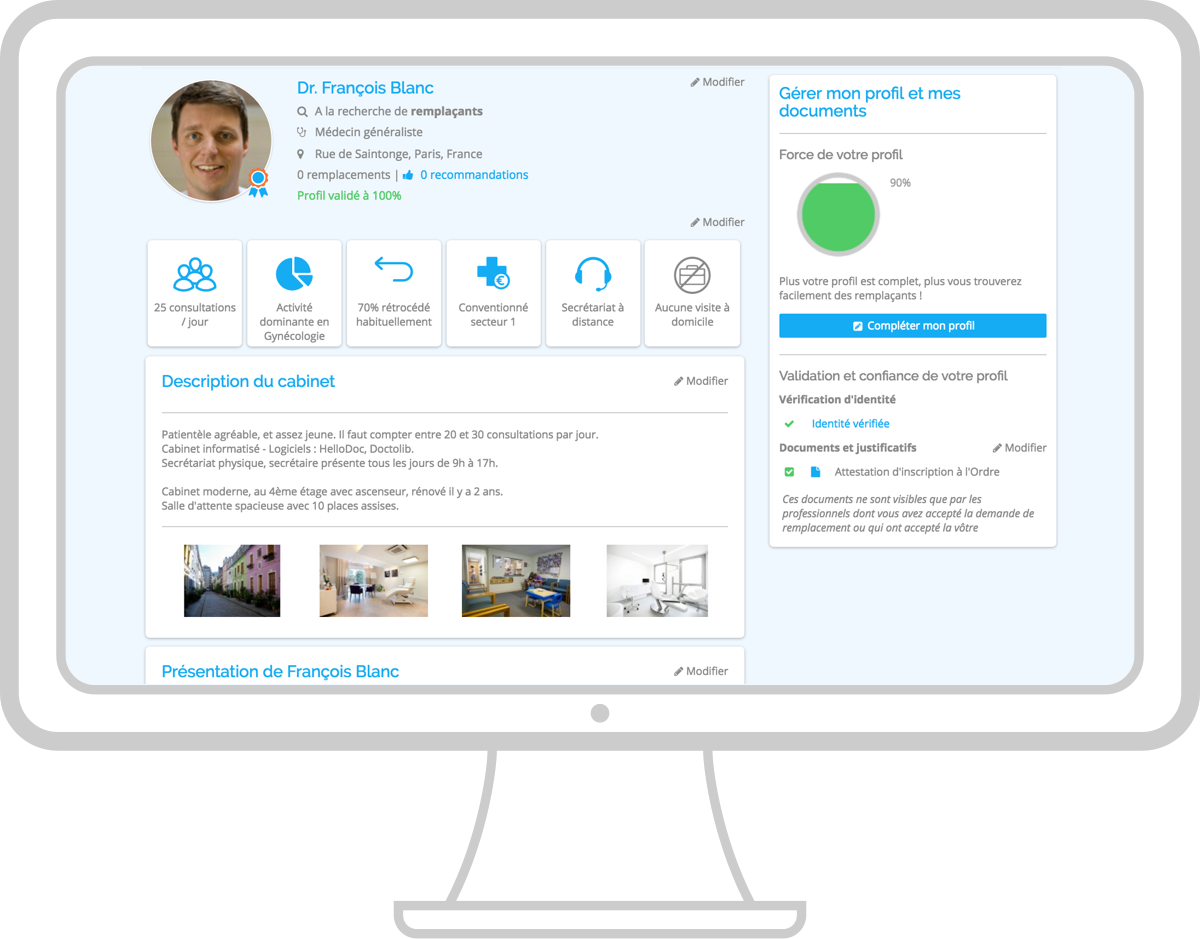 Dr. François Blanc
Modifier
A la recherche de remplaçants
Médecin généraliste
Rue de Saintonge, Paris, France
0 remplacements | 0 recommandations
Profil validé à 100%
Modifier
25 consultations
/ jour
Activité
dominante en
Gynécologie
70% rétrocédé
habituellement
Conventionné
secteur 1
Secrétariat à
distance
Aucune visite à
domicile
Description du cabinet
Modifier
Patientèle agréable, et assez jeune. Il faut compter entre 20 et 30 consultations par jour.
Cabinet informatisé - Logiciels : HelloDoc, Doctolib.
Secrétariat physique, secrétaire présente tous les jours de 9h à 17h.
Cabinet moderne, au 4ème étage avec ascenseur, rénové il y a 2 ans.
Salle d'attente spacieuse avec 10 places assises.
Présentation de François Blanc
Modifier
Gérer mon profil et mes
documents
Force de votre profil
90%
Plus votre profil est complet, plus vous trouverez
facilement des remplaçants !
Compléter mon profil
Validation et confiance de votre profil
Vérification d'identité
Identité vérifiée
Documents et justificatifs
Modifier
Attestation d'inscription à l'Ordre
Ces documents ne sont visibles que par les
professionnels dont vous avez accepté la demande de
remplacement ou qui ont accepté la vôtre